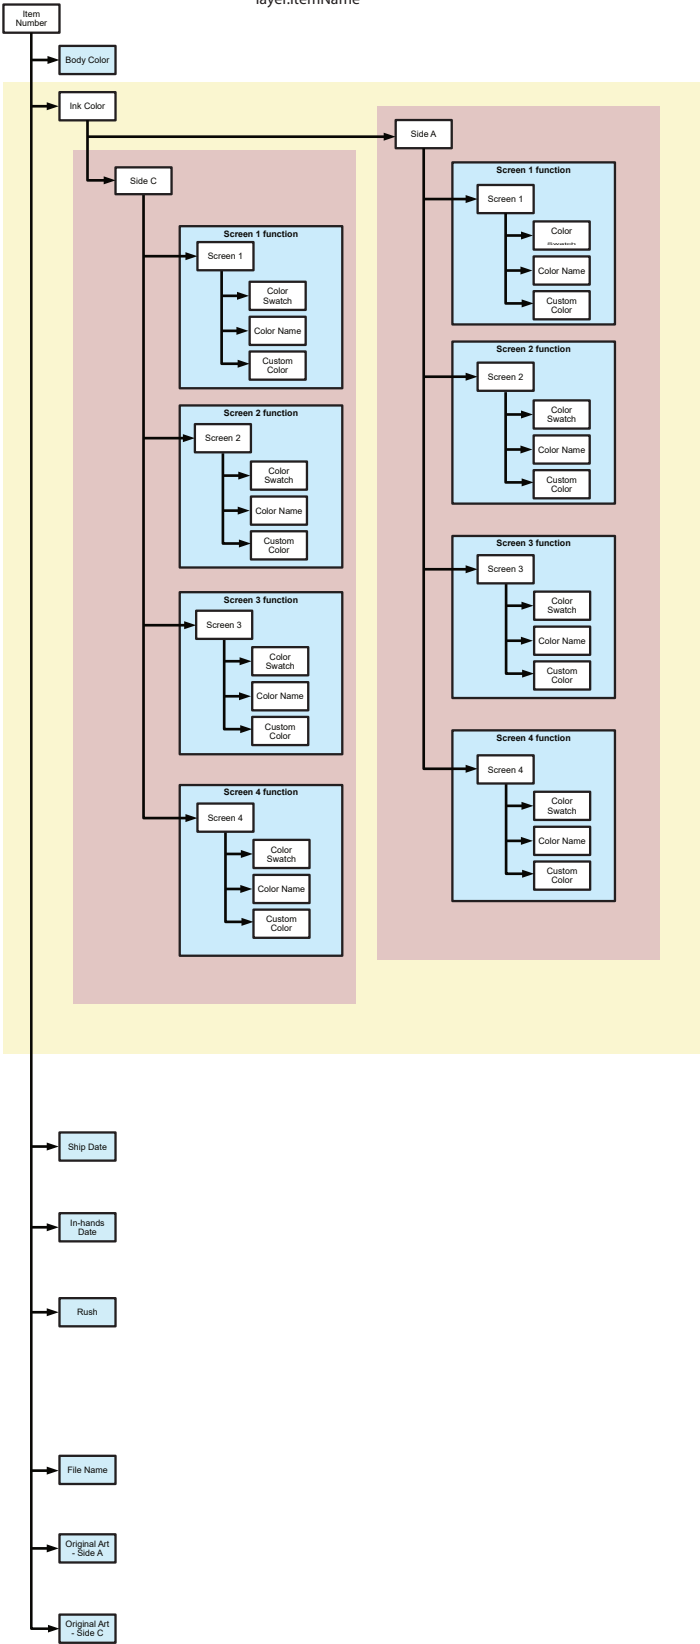 layer.itemName
Item
Number
Body Color
Ink Color
Side A
Side C
Screen 1 function
Screen 1
Color
Swatch
Color Name
Custom
Color
Screen 2 function
Screen 2
Color
Swatch
Color Name
Custom
Color
Screen 3 function
Screen 3
Color
Swatch
Color Name
Custom
Color
Screen 4 function
Screen 4
Color
Swatch
Color Name
Custom
Color
Screen 1 function
Screen 1
Color
Color Name
Custom
Color
Screen 2 function
Screen 2
Color
Swatch
Color Name
Custom
Color
Screen 3 function
Screen 3
Color
Swatch
Color Name
Custom
Color
Screen 4 function
Screen 4
Color
Swatch
Color Name
Custom
Color
Ship Date
In-hands
Date
Rush
File Name
Original Art
- Side A
Original Art
- Side C